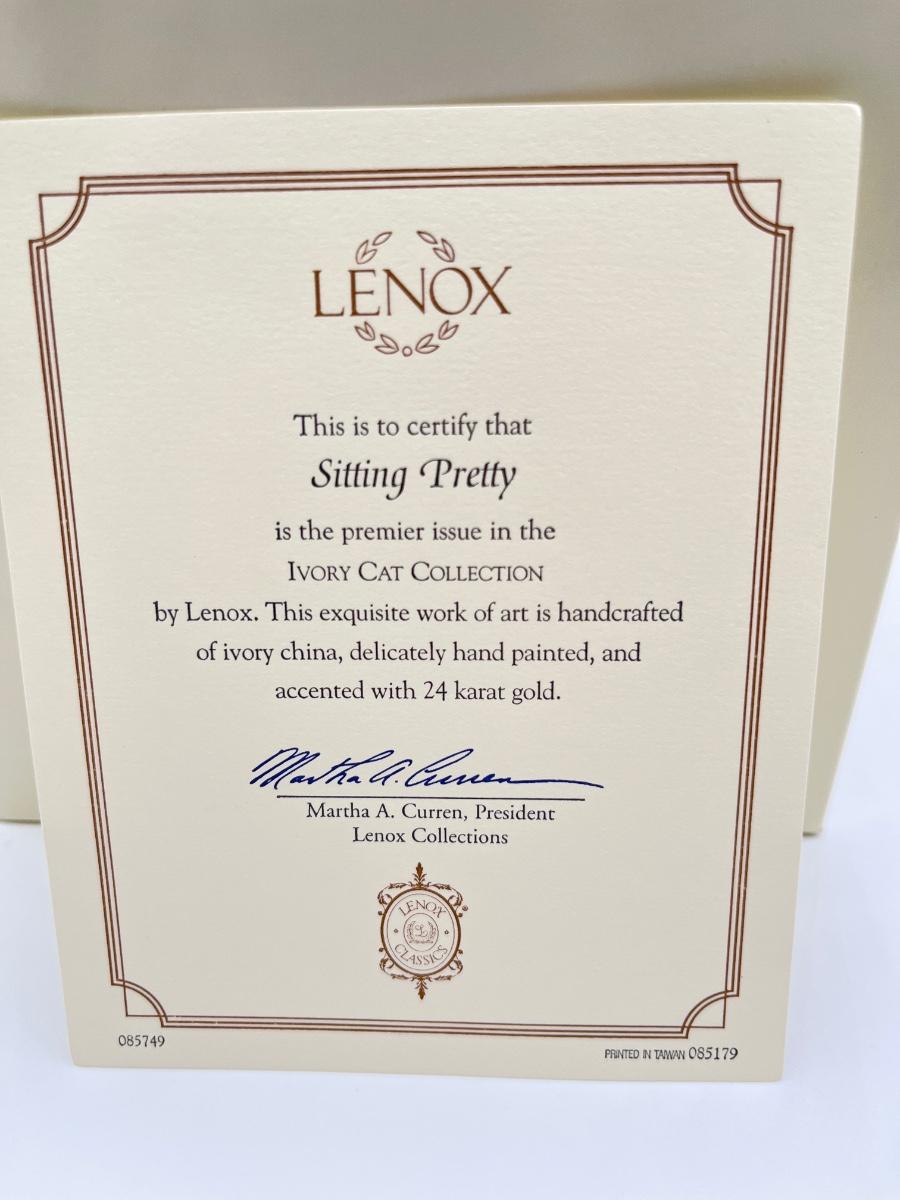 LENOX
This is to certify that
Sitting Pretty
is the premier issue in the
IVORY CAT COLLECTION
by Lenox. This exquisite work of art is handcrafted
of ivory china, delicately hand painted, and
accented with 24 karat gold.
Martha A. Curren
Martha A. Curren, President
Lenox Collections
LENOX
L
CLASSICS
®
085749
PRINTED IN TAIWAN 085179